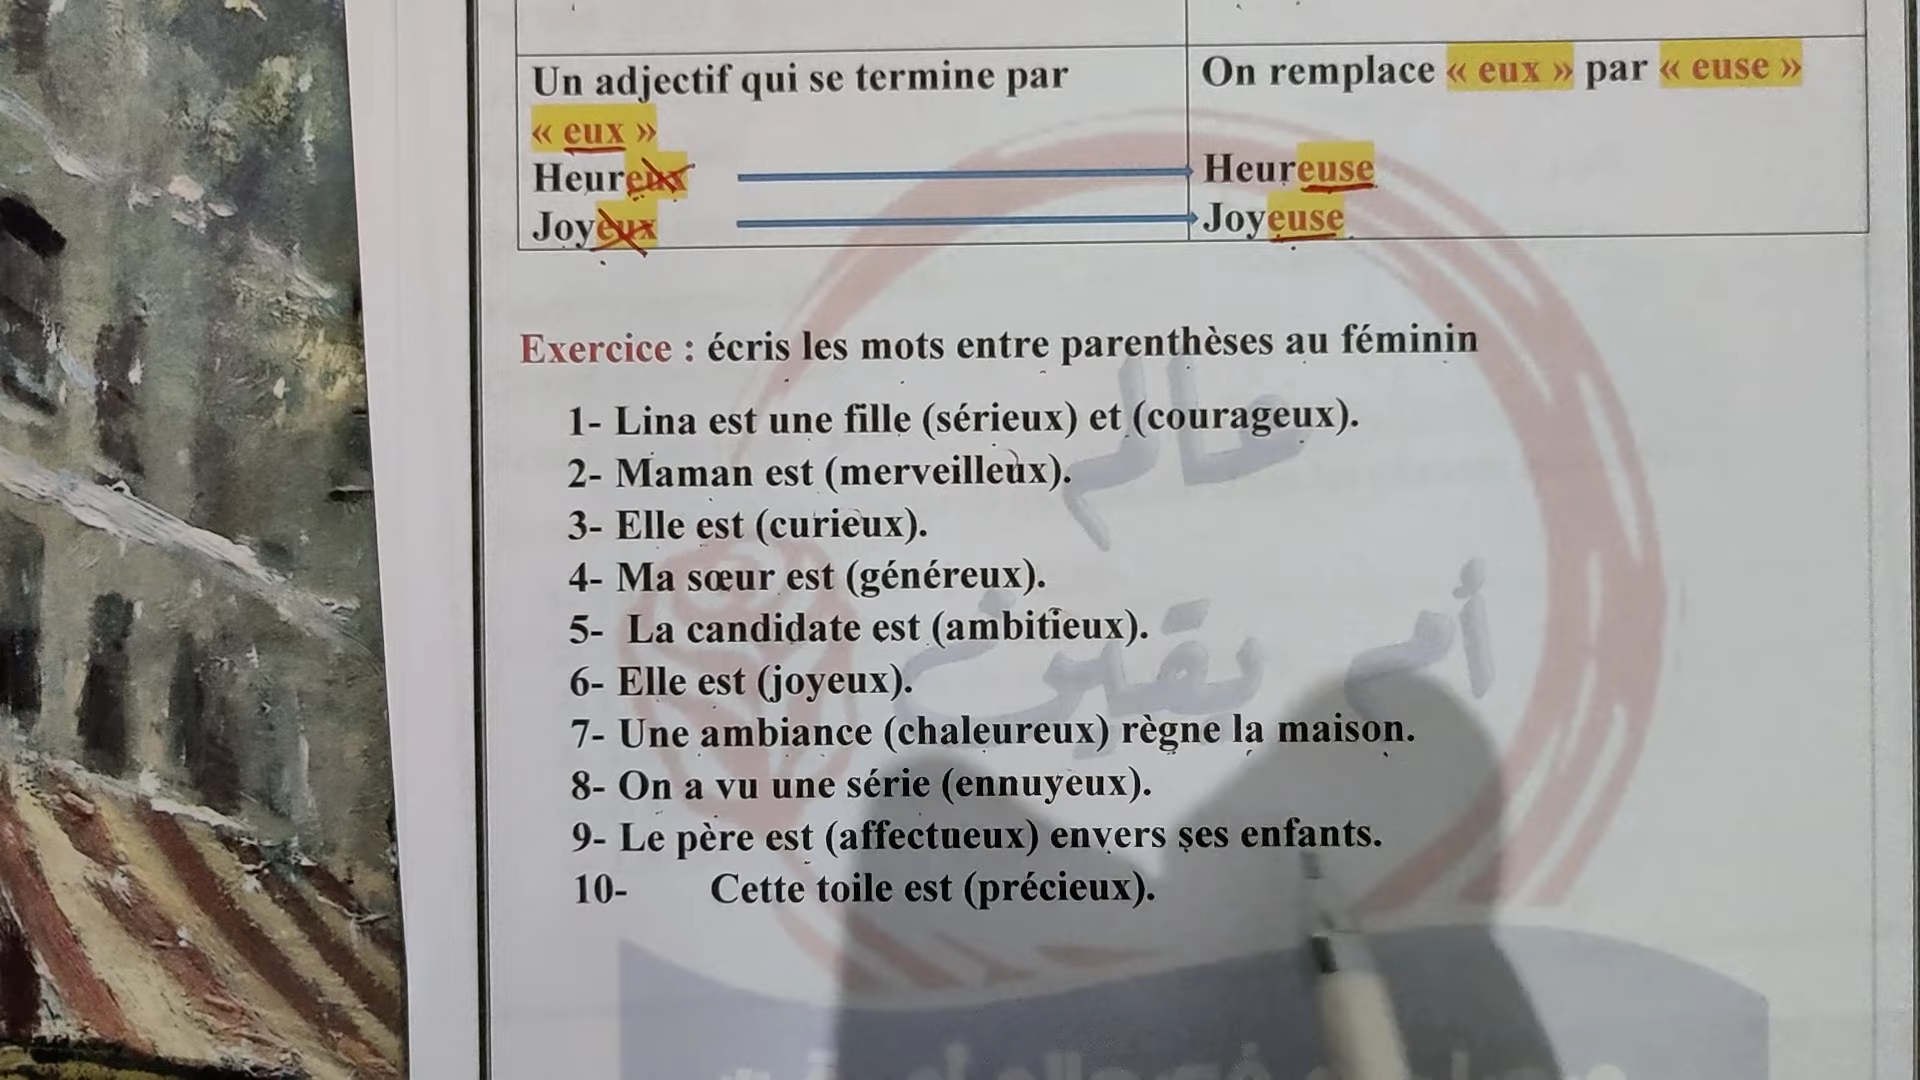 Un adjectif qui se termine par
« eux »
Heureux
Joyeux
On remplace « eux » par « euse »
Heureuse
Joyeuse
Exercice : écris les mots entre parenthèses au féminin
1- Lina est une fille (sérieux) et (courageux).
2- Maman est (merveilleux).
3- Elle est (curieux).
4- Ma sœur est (généreux).
5- La candidate est (ambitieux).
6- Elle est (joyeux).
7- Une ambiance (chaleureux) règne la maison.
8- On a vu une série (ennuyeux).
9- Le père est (affectueux) envers ses enfants.
10- Cette toile est (précieux).
عالم
أم يقين